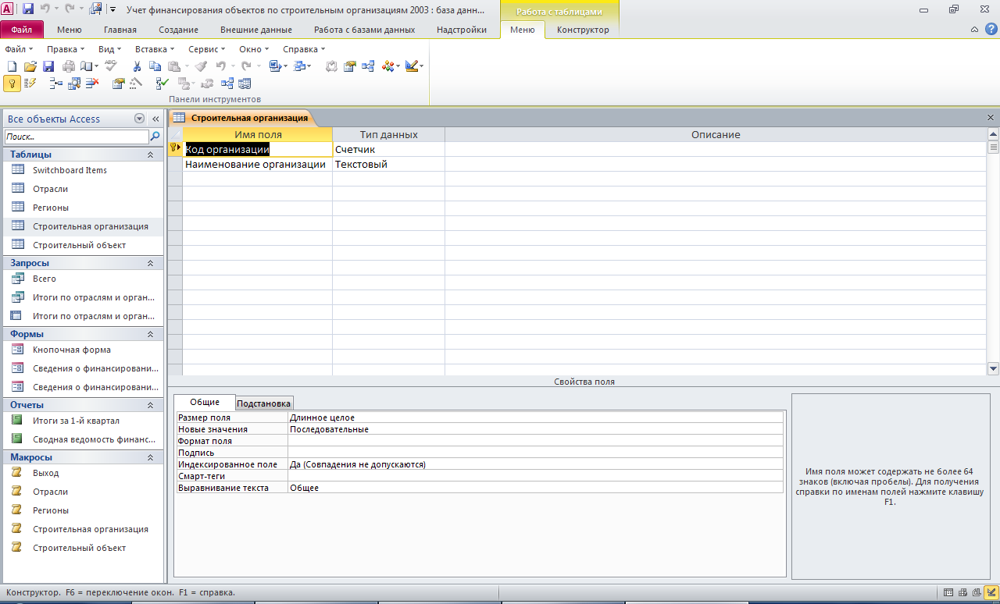 Учет финансирования объектов по строительным организациям 2003 : база данн...
Работа с таблицами
Файл Меню Главная Создание Внешние данные Работа с базами данных Надстройки Меню Конструктор
Файл Правка Вид Вставка Сервис Окно Справка
Панели инструментов
Все объекты Access
Поиск...
Таблицы
Switchboard Items
Отрасли
Регионы
Строительная организация
Строительный объект
Запросы
Всего
Итоги по отраслям и орган...
Итоги по отраслям и орган...
Формы
Кнопочная форма
Сведения о финансировани...
Сведения о финансировани...
Отчеты
Итоги за 1-й квартал
Сводная ведомость финанс...
Макросы
Выход
Отрасли
Регионы
Строительная организация
Строительный объект
Строительная организация
Имя поля Тип данных Описание
Код организации Счетчик
Наименование организации Текстовый
Свойства поля
Общие Подстановка
Размер поля Длинное целое
Новые значения Последовательные
Формат поля
Подпись
Индексированное поле Да (Совпадения не допускаются)
Смарт-теги
Выравнивание текста Общее
Имя поля может содержать не более 64
знаков (включая пробелы). Для получения
справки по именам полей нажмите клавишу
F1.
Конструктор. F6 = переключение окон. F1 = справка.